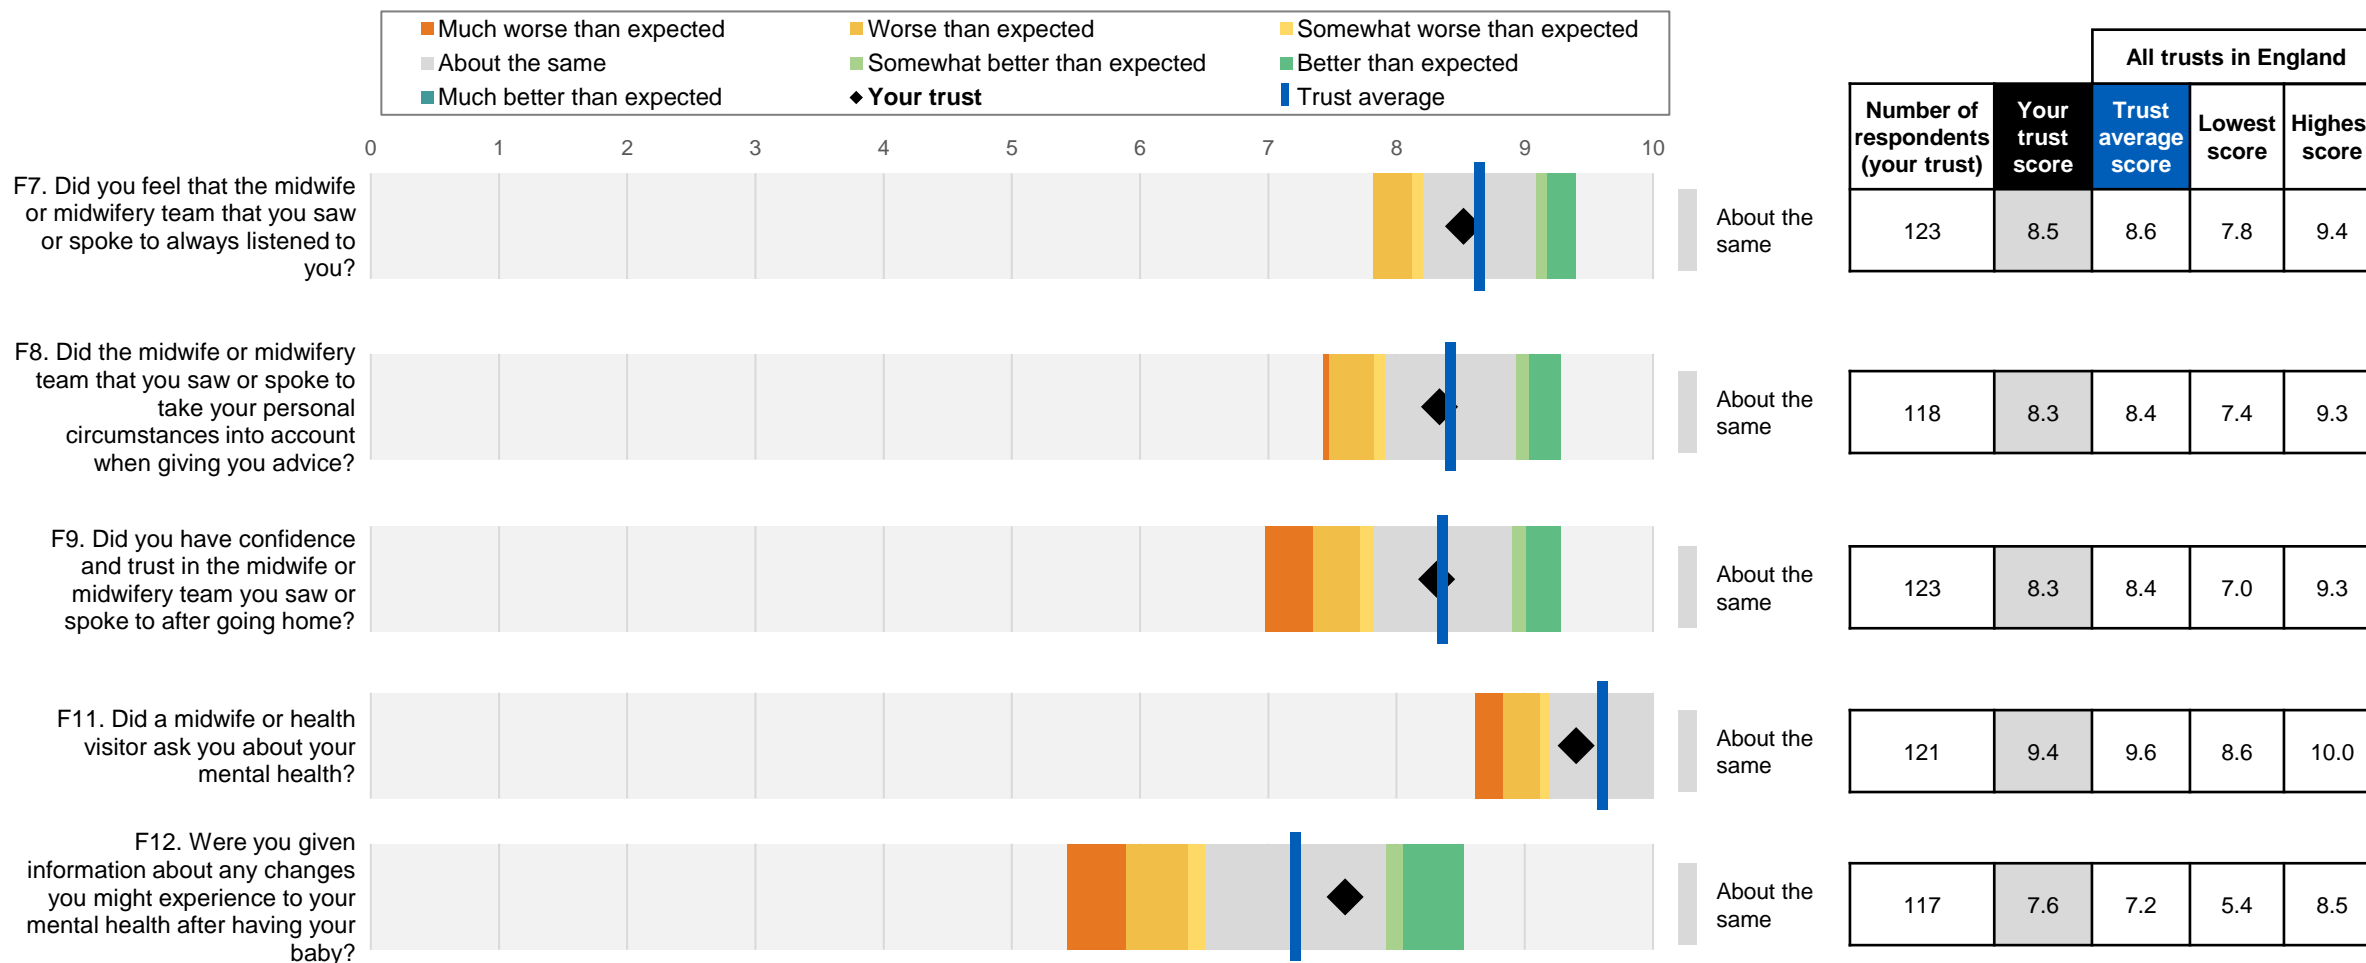 Much worse than expected
Worse than expected
Somewhat worse than expected
About the same
Somewhat better than expected
Better than expected
Much better than expected
Your trust
Trust average
All trusts in England
Number of
respondents
(your trust)
Your
trust
score
Trust
average
score
Lowest
score
Highes
score
0 1 2 3 4 5 6 7 8 9 10
F7. Did you feel that the midwife
or midwifery team that you saw
or spoke to always listened to
you?
About the
same
123 8.5 8.6 7.8 9.4
F8. Did the midwife or midwifery
team that you saw or spoke to
take your personal
circumstances into account
when giving you advice?
About the
same
118 8.3 8.4 7.4 9.3
F9. Did you have confidence
and trust in the midwife or
midwifery team you saw or
spoke to after going home?
About the
same
123 8.3 8.4 7.0 9.3
F11. Did a midwife or health
visitor ask you about your
mental health?
About the
same
121 9.4 9.6 8.6 10.0
F12. Were you given
information about any changes
you might experience to your
mental health after having your
baby?
About the
same
117 7.6 7.2 5.4 8.5